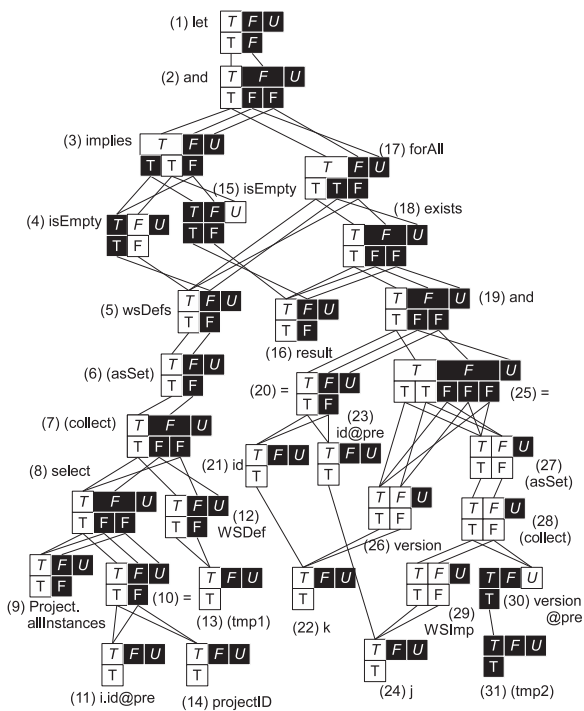 (1) let
T F U
T F
(2) and
T F U
T F F
(3) implies
T F U
T T F
(17) forAll
T F U
T T F
(15) isEmpty
T F U
T F
(18) exists
T F U
T F F
(4) isEmpty
T F U
T F
(5) wsDefs
T F U
T F
(16) result
T F U
T F
(19) and
T F U
T F F
(6) (asSet)
T F U
T F
(20) =
T F U
T F
(25) =
T F U
T T F F F
(7) (collect)
T F U
T F F
(21) id
T F U
T
(23)
id@pre
T F U
T
(27)
(asSet)
T F U
T F
(8) select
T F U
T F F
(12)
WSDef
T F U
T F
(26) version
T F U
T F
(28)
(collect)
T F U
T F
(9) Project.
allInstances
T F U
T F
(10) =
T F U
T F
(13) (tmp1)
T F U
T
(22) k
T F U
T
(29)
WSImp
T F U
T F
(30) version
@pre
T F U
T
(11) i.id@pre
T F U
T
(14) projectID
T F U
T
(24) j
T F U
T
(31) (tmp2)
T F U
T